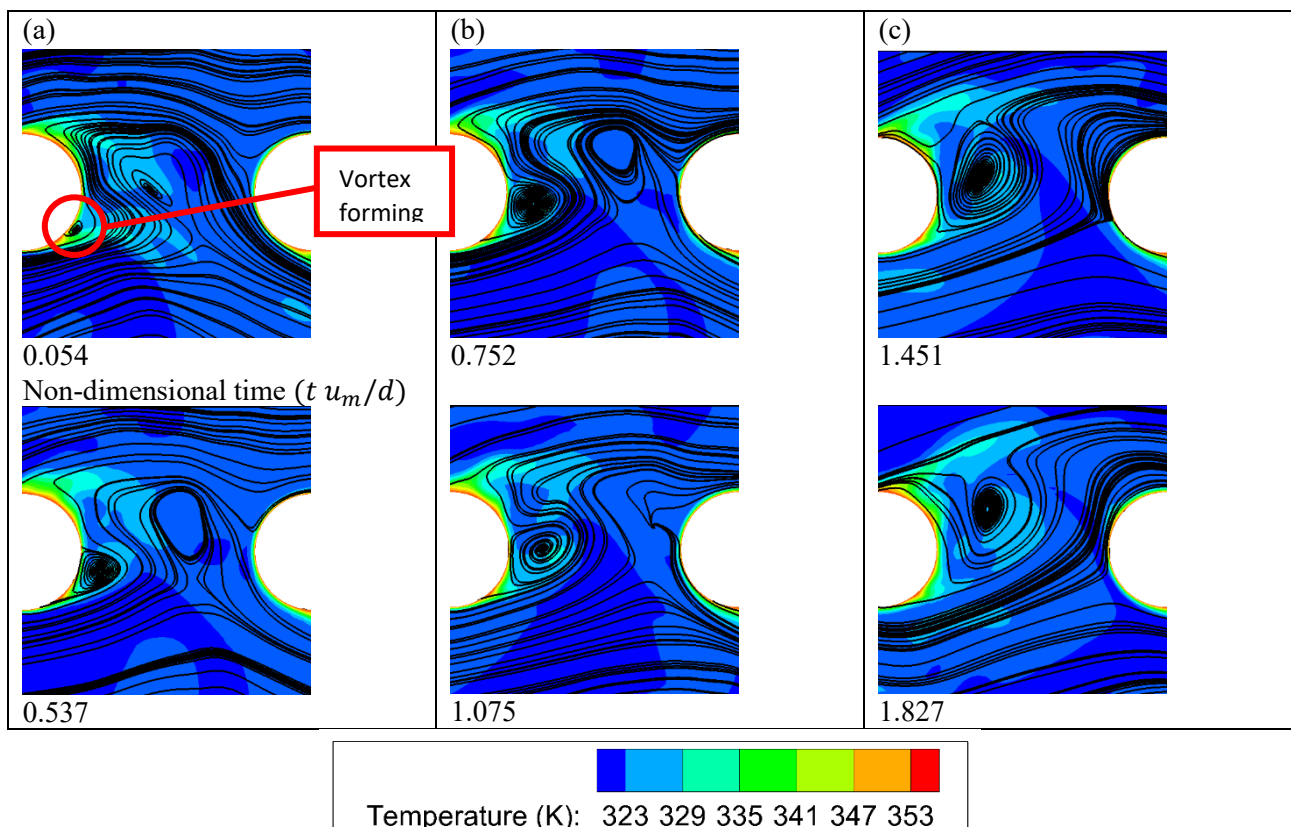 (a)
Vortex
forming
0.054
Non-dimensional time (t u_m/d)
0.537
(b)
0.752
1.075
(c)
1.451
1.827
Temperature (K): 323 329 335 341 347 353